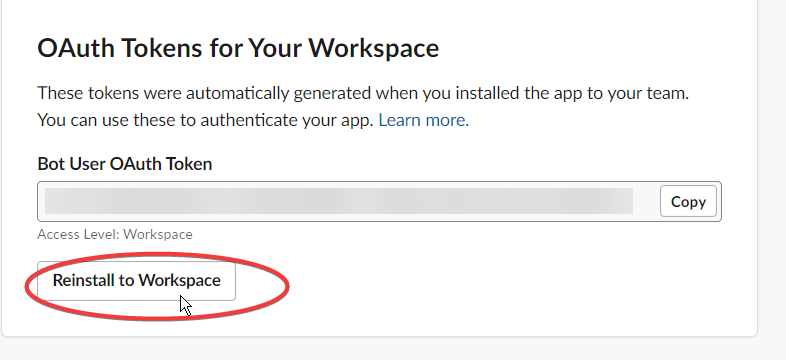 OAuth Tokens for Your Workspace
These tokens were automatically generated when you installed the app to your team.
You can use these to authenticate your app. Learn more.
Bot User OAuth Token
Copy
Access Level: Workspace
Reinstall to Workspace